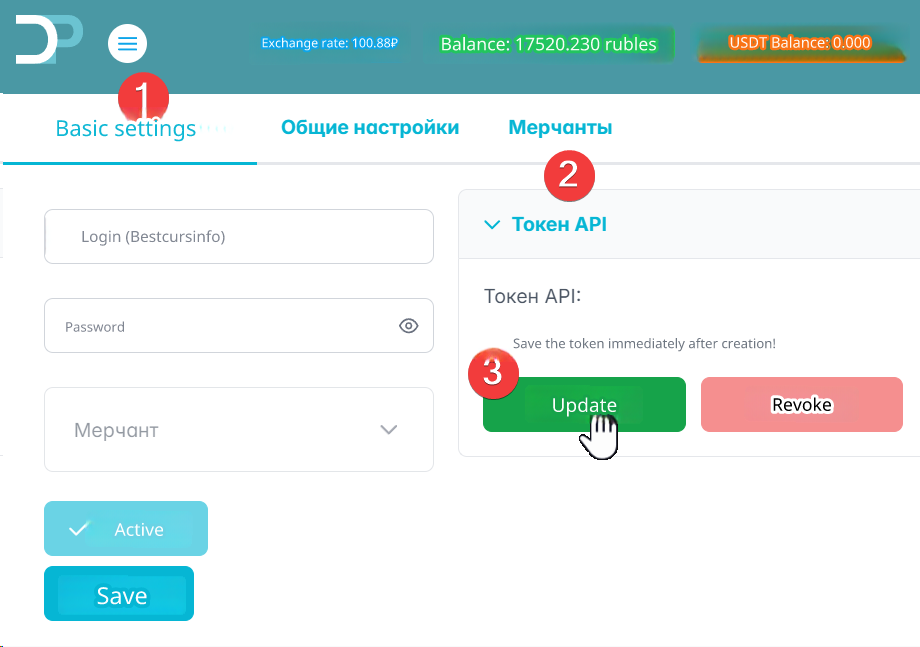 DP
Exchange rate: 100.88₽
Balance: 17520.230 rubles
USDT Balance: 0.000
1
Basic settings
Общие настройки
Мерчанты
2
Login (Bestcursinfo)
Password
Мерчант
Active
Save
Токен API
Токен API:
Save the token immediately after creation!
3
Update
Revoke